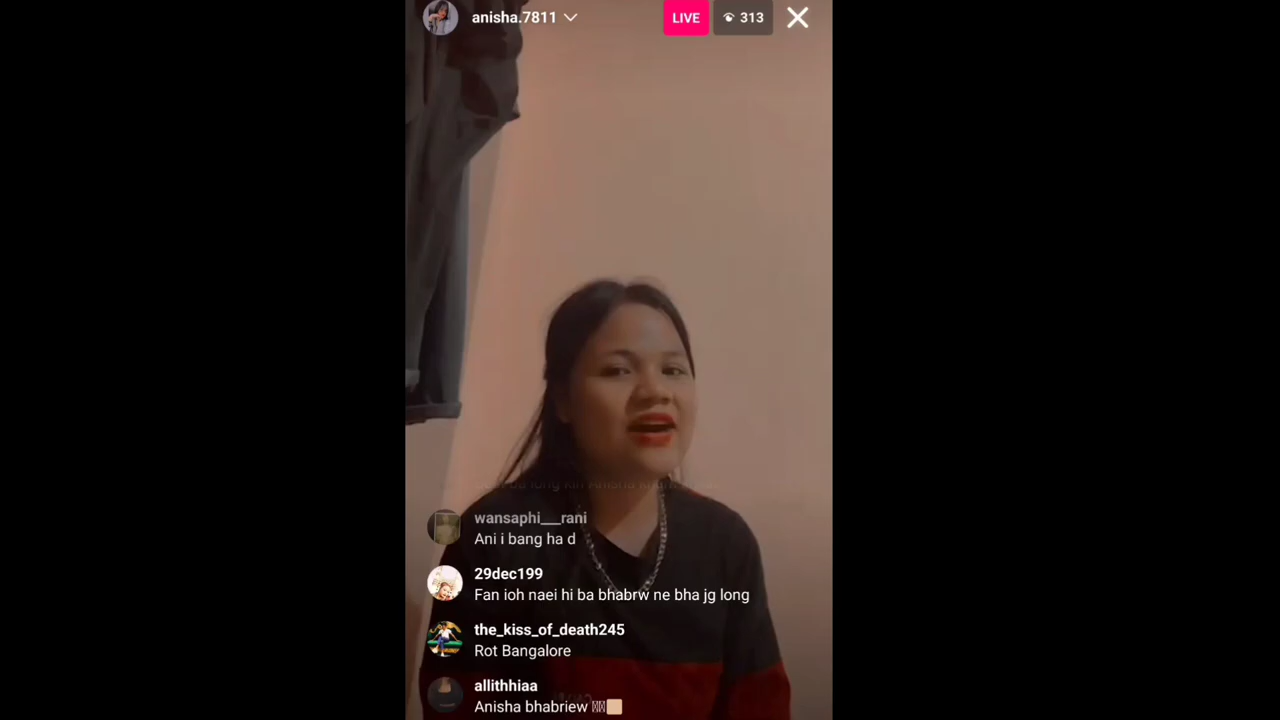 anisha.7811
LIVE
313
wansaphi___rani
Ani i bang ha d
29dec199
Fan ioh naei hi ba bhabrw ne bha jg long
the_kiss_of_death245
Rot Bangalore
allithhiaa
Anisha bhabriew